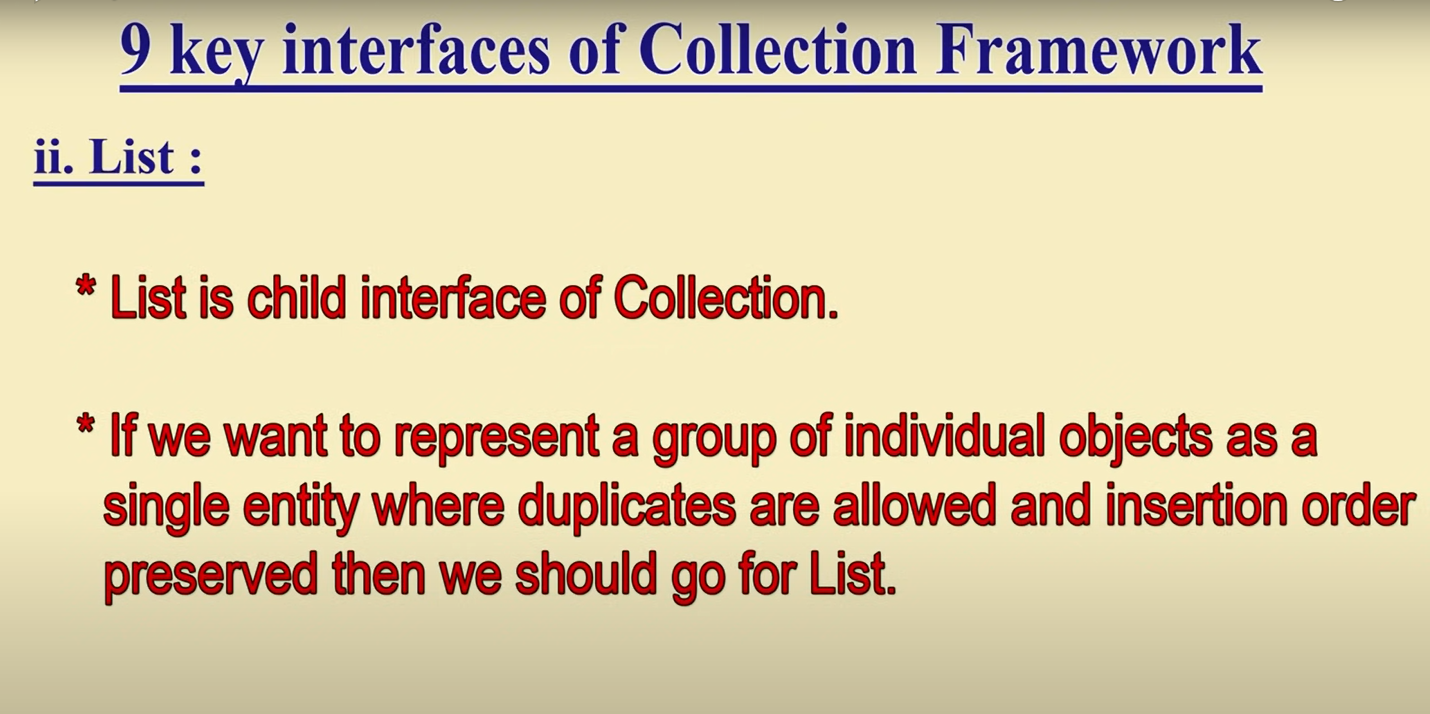 9 key interfaces of Collection Framework
ii. List :
* List is child interface of Collection.
* If we want to represent a group of individual objects as a
single entity where duplicates are allowed and insertion order
preserved then we should go for List.